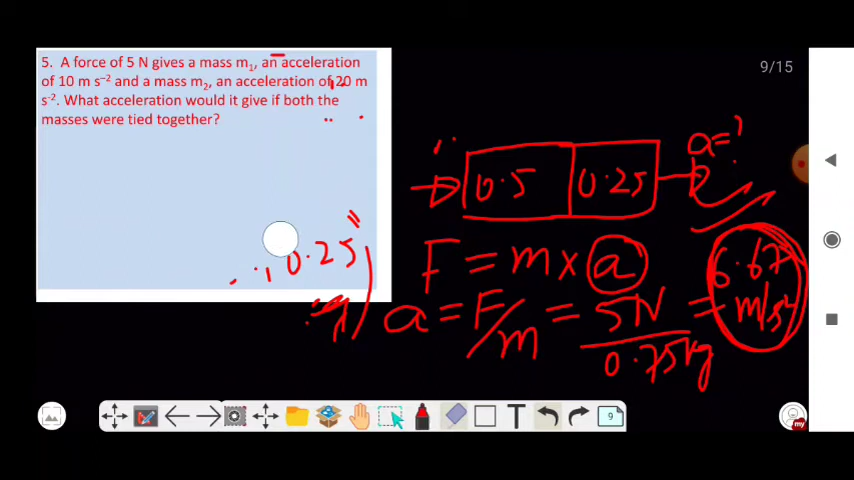 5. A force of 5 N gives a mass m₁, an acceleration
of 10 m s⁻² and a mass m₂, an acceleration of 20 m
s⁻². What acceleration would it give if both the
masses were tied together?
9/15
a=?
0.5 0.25
0.25
F = m × a
a = F/m = 5N / 0.75kg = 6.67 m/s²
T
9
my